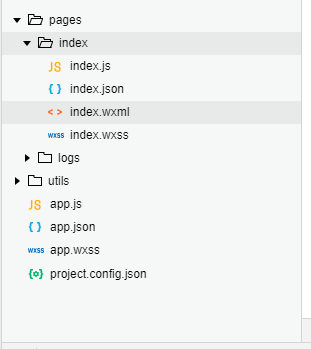 pages
index
JS index.js
{ } index.json
< > index.wxml
wxss index.wxss
logs
utils
JS app.js
{ } app.json
wxss app.wxss
{o} project.config.json